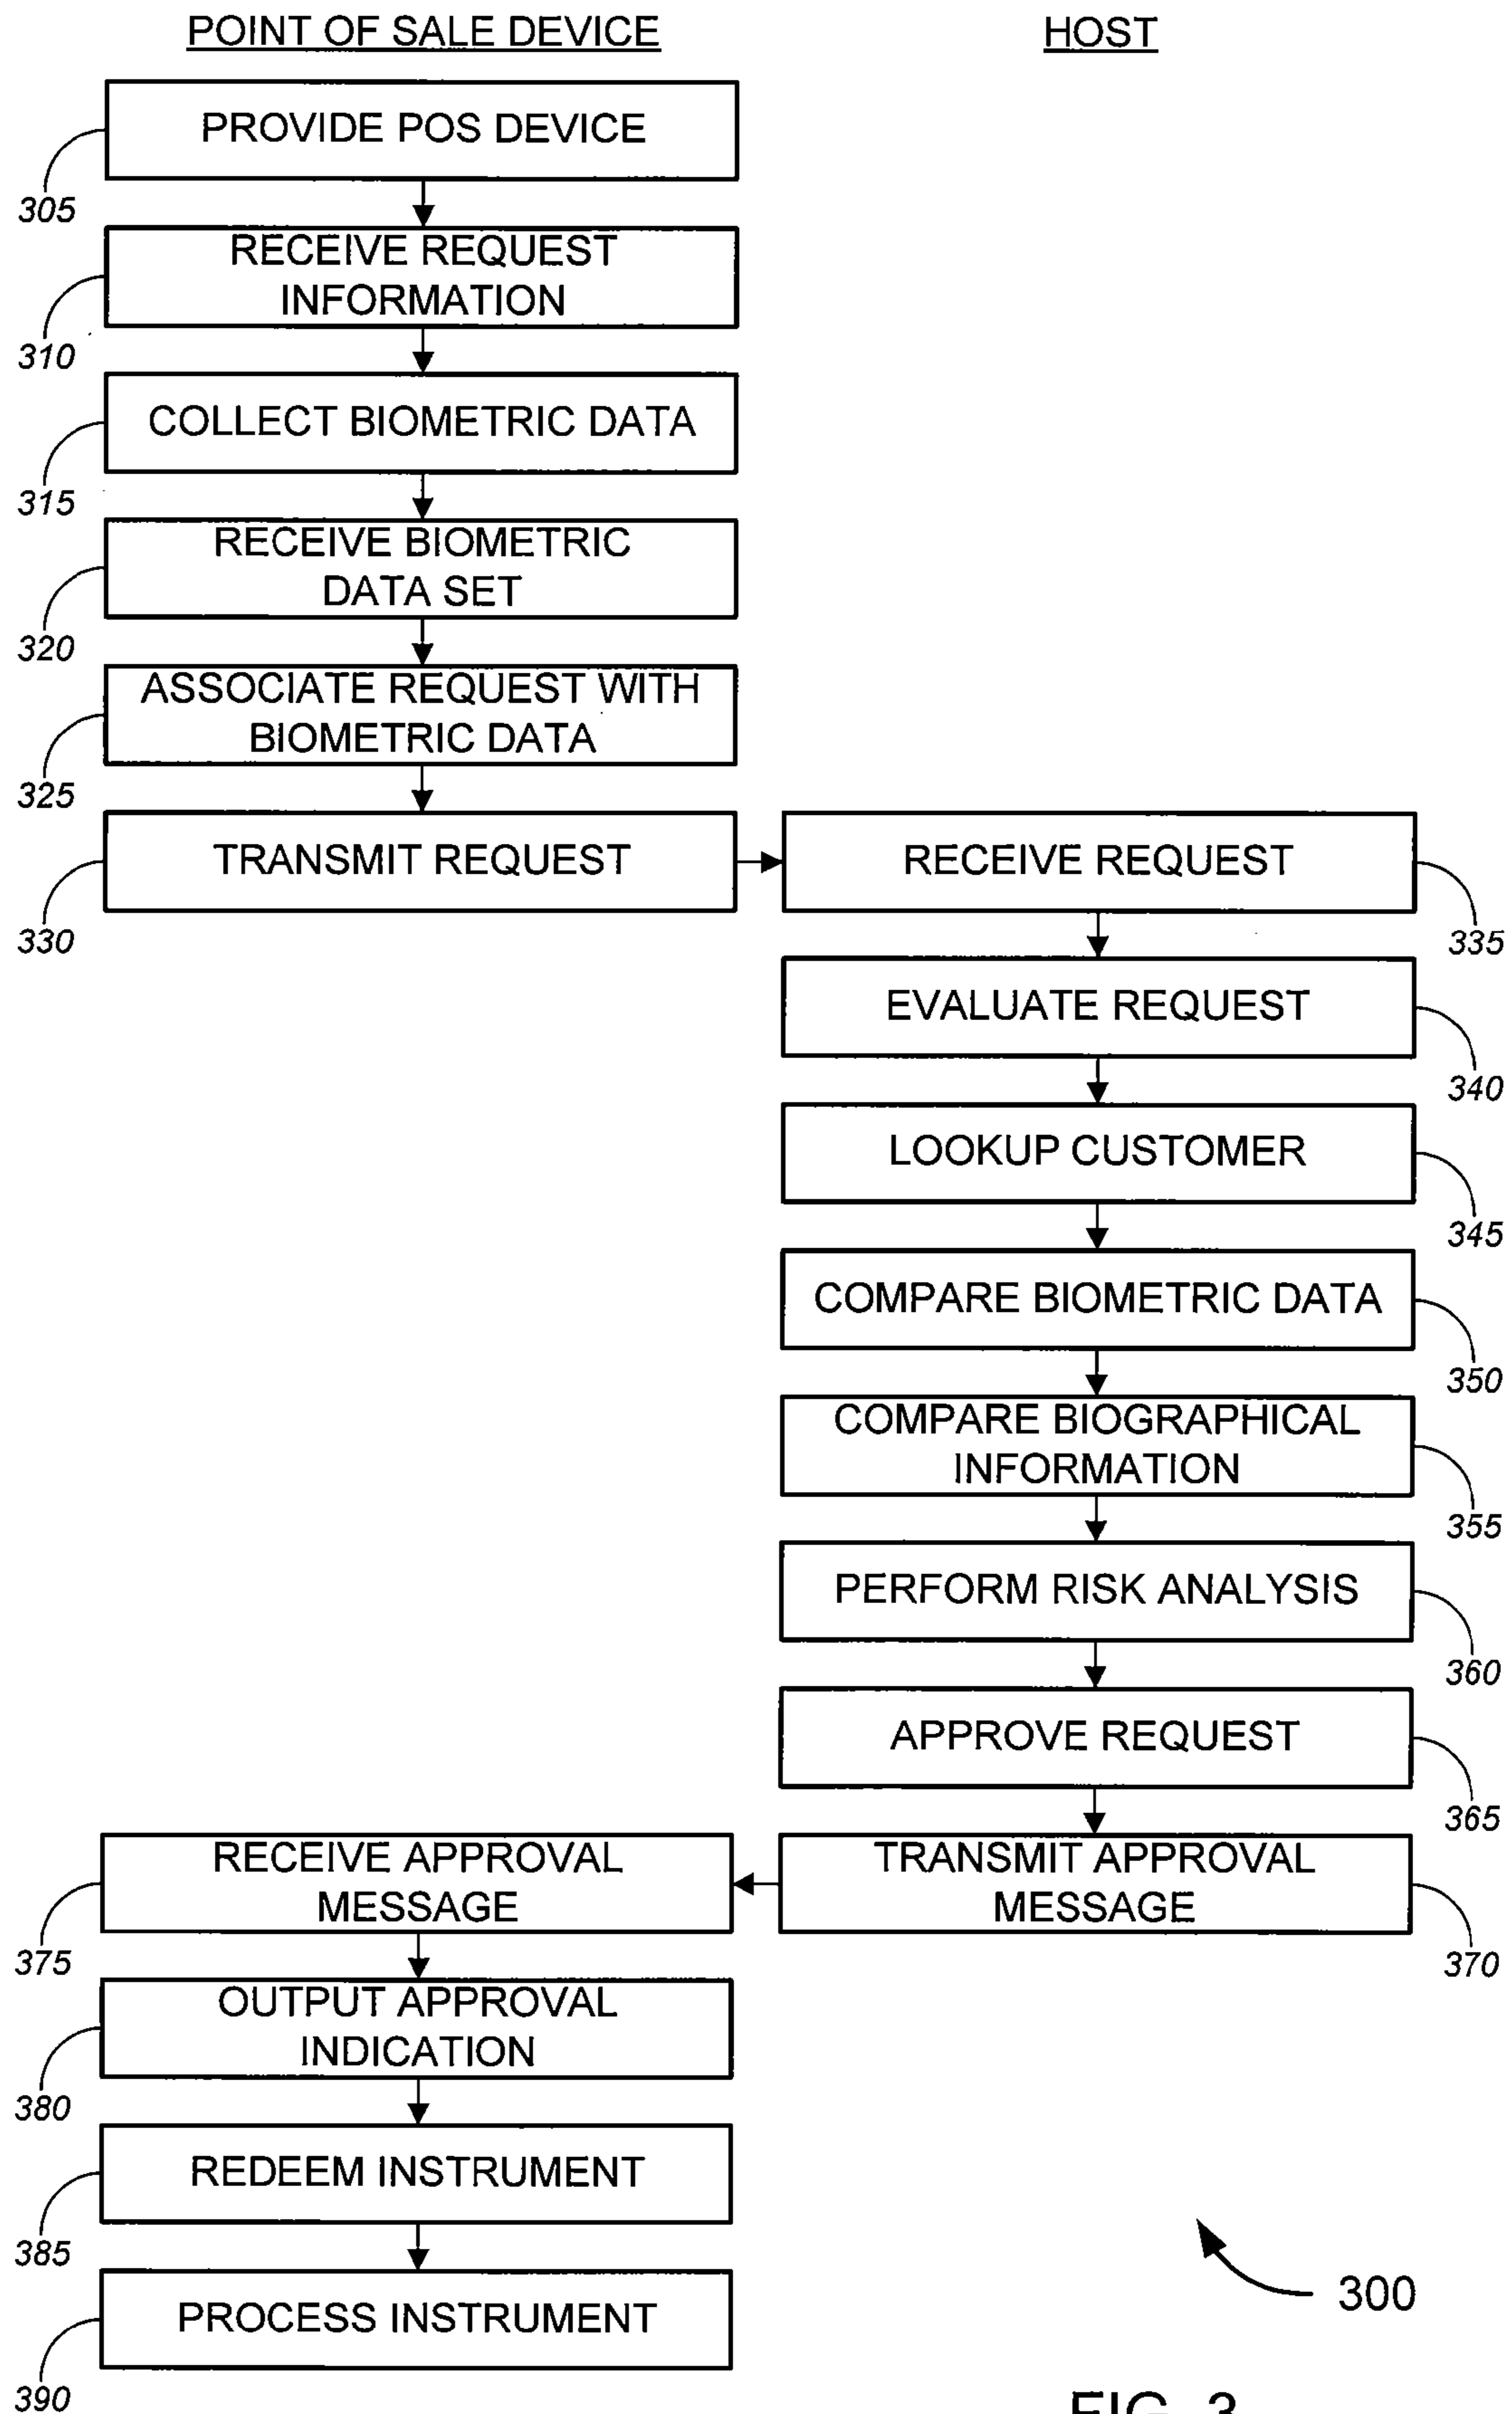 POINT OF SALE DEVICE
HOST
PROVIDE POS DEVICE
305
RECEIVE REQUEST
INFORMATION
310
COLLECT BIOMETRIC DATA
315
RECEIVE BIOMETRIC
DATA SET
320
ASSOCIATE REQUEST WITH
BIOMETRIC DATA
325
TRANSMIT REQUEST
330
RECEIVE REQUEST
335
EVALUATE REQUEST
340
LOOKUP CUSTOMER
345
COMPARE BIOMETRIC DATA
350
COMPARE BIOGRAPHICAL
INFORMATION
355
PERFORM RISK ANALYSIS
360
APPROVE REQUEST
365
TRANSMIT APPROVAL
MESSAGE
370
RECEIVE APPROVAL
MESSAGE
375
OUTPUT APPROVAL
INDICATION
380
REDEEM INSTRUMENT
385
PROCESS INSTRUMENT
390
300
FIG. 3